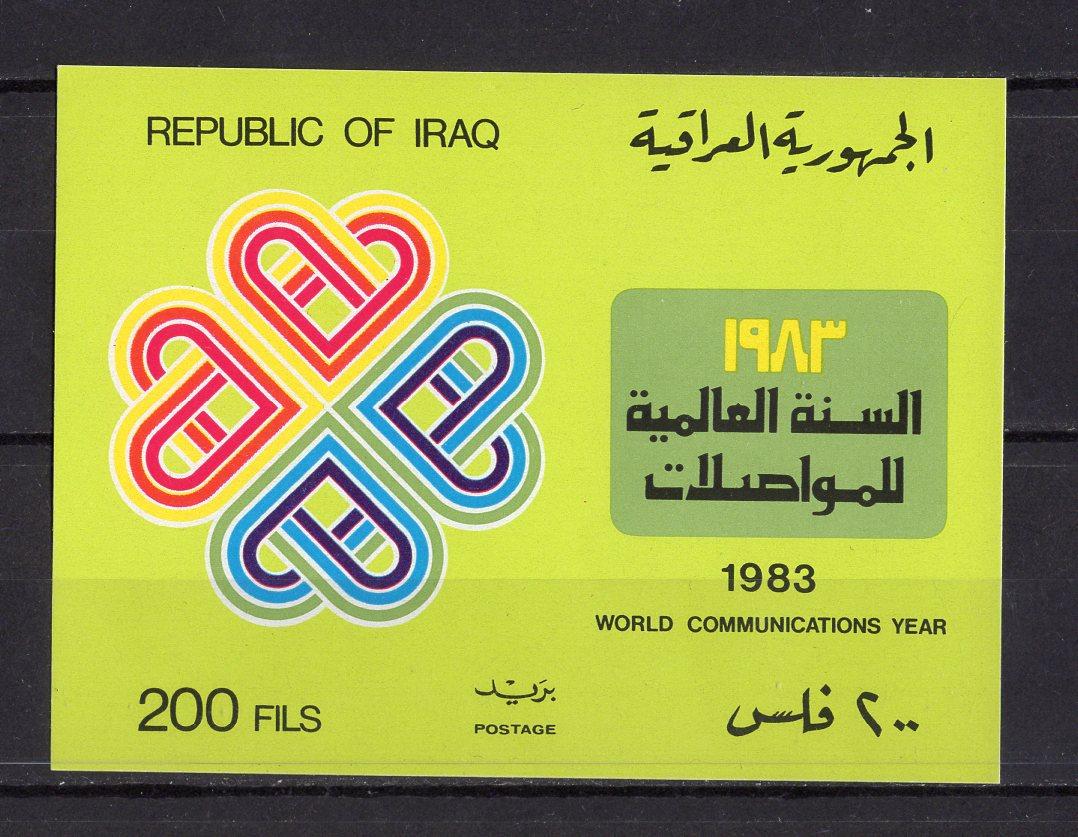 REPUBLIC OF IRAQ
الجمهورية العراقية
١٩٨٣
السنة العالمية
للمواصلات
1983
WORLD COMMUNICATIONS YEAR
200 FILS
بريد
POSTAGE
٢٠٠ فلس